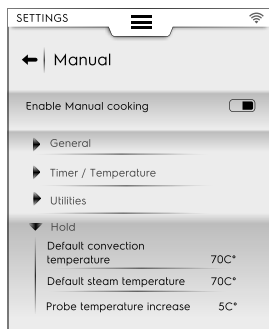 SETTINGS
Manual
Enable Manual cooking
General
Timer / Temperature
Utilities
Hold
Default convection
temperature 70C°
Default steam temperature 70C°
Probe temperature increase 5C°